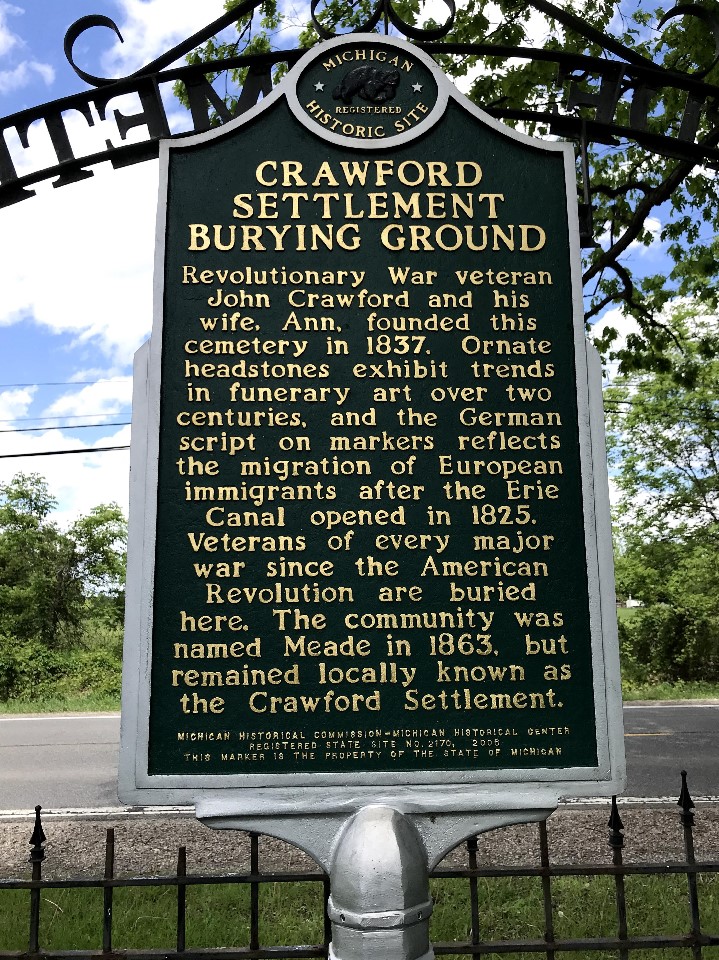 MICHIGAN
REGISTERED
HISTORIC SITE
CRAWFORD
SETTLEMENT
BURYING GROUND
Revolutionary War veteran
John Crawford and his
wife, Ann, founded this
cemetery in 1837. Ornate
headstones exhibit trends
in funerary art over two
centuries, and the German
script on markers reflects
the migration of European
immigrants after the Erie
Canal opened in 1825.
Veterans of every major
war since the American
Revolution are buried
here. The community was
named Meade in 1863, but
remained locally known as
the Crawford Settlement.
MICHIGAN HISTORICAL COMMISSION–MICHIGAN HISTORICAL CENTER
REGISTERED STATE SITE NO. 2170, 2006
THIS MARKER IS THE PROPERTY OF THE STATE OF MICHIGAN